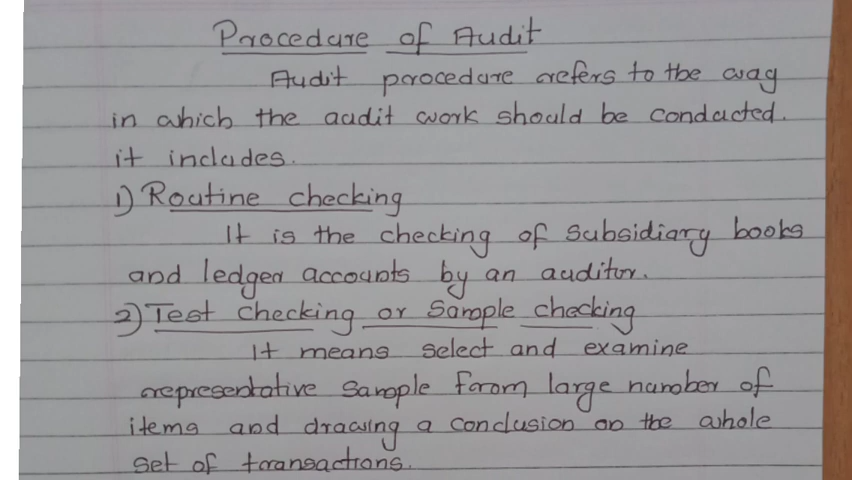 Procedure of Audit
Audit procedure refers to the way
in which the audit work should be conducted.
it includes.
1) Routine checking
It is the checking of subsidiary books
and ledger accounts by an auditor.
2) Test checking or Sample checking
It means select and examine
representative sample from large number of
items and drawing a conclusion on the whole
set of transactions.